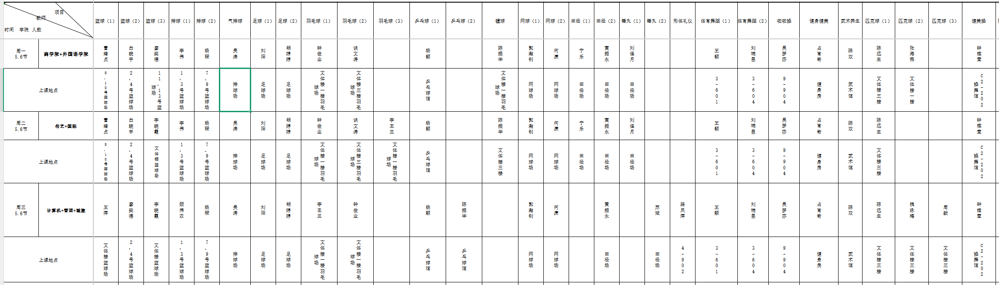 项目
教师
时间 学院 人数
篮球（1） 篮球（2） 篮球（3） 排球（1） 排球（2） 气排球 足球（1） 足球（2） 羽毛球（1） 羽毛球（2） 羽毛球（3） 乒乓球（1） 乒乓球（2） 毽球 网球（1） 网球（2） 田径（1） 田径（2） 锤丸（1） 锤丸（2） 形体礼仪 体育舞蹈（1） 体育舞蹈（2） 啦啦操 健身健美 武术养生 匹克球（1） 匹克球（2） 匹克球（3） 健美操
周一
5.6节
商学院+外国语学院 曹绪贞 白晓宇 廖奕德 李伟 杨琛 吴涛 刘阳 胡婷婷 钟俊业 谈文涛 杨颖 陈振华 郭瀚钊 何潇 宁乐 黄振永 刘佳月 王颖 刘瑞恩 吴梦莎 占育奇 陈双 陈远生 张海燕 钟桂莹
上课地点 8,10号篮球场 2,4号篮球场 11,13号篮球场 1,3号篮球场 7、9号篮球场 排球场 足球场 足球场 文体楼一楼羽毛球场 文体楼三楼羽毛球场 乒乓球馆 文体楼一楼羽毛球场 网球场 网球场 田径场 田径场 田径场 3-601 3-604 9-904 健身房 武术馆 文体楼三楼 文体楼一楼 C2-202操舞馆
周二
5.6节
传艺+国际 曹绪贞 白晓宇 李晓霞 李伟 杨琛 吴涛 刘阳 胡婷婷 钟俊业 谈文涛 李志兰 杨颖 陈振华 郭瀚钊 何潇 宁乐 黄振永 刘佳月 王颖 刘瑞恩 吴梦莎 占育奇 陈双 陈远生 钟桂莹
上课地点 8,10号篮球场 2,4号篮球场 文体楼篮球场 1,3号篮球场 7、9号篮球场 排球场 足球场 足球场 文体楼一楼羽毛球场 文体楼三楼羽毛球场 文体楼一楼羽毛球场 乒乓球馆 文体楼三楼 网球场 网球场 田径场 田径场 田径场 3-601 3-604 9-904 健身房 武术馆 文体楼三楼 C2-202操舞馆
周三
5.6节
计算机+管理+城建 王萍 廖奕德 李晓霞 顾伟农 杨琛 吴涛 刘阳 胡婷婷 李志兰 钟俊业 杨颖 陈振华 郭瀚钊 何潇 黄振永 苏斌 路凤萍 王颖 刘瑞恩 吴梦莎 占育奇 陈双 陈远生 槐咏梅 周毅 钟桂莹
上课地点 文体楼篮球场 2,4号篮球场 文体楼篮球场 1,3号篮球场 7、9号篮球场 排球场 足球场 足球场 文体楼一楼羽毛球场 文体楼一楼羽毛球场 乒乓球馆 乒乓球馆 网球场 网球场 田径场 田径场 4-902 3-601 3-604 9-904 健身房 武术馆 文体楼三楼 文体楼三楼 文体楼三楼 C2-202操舞馆